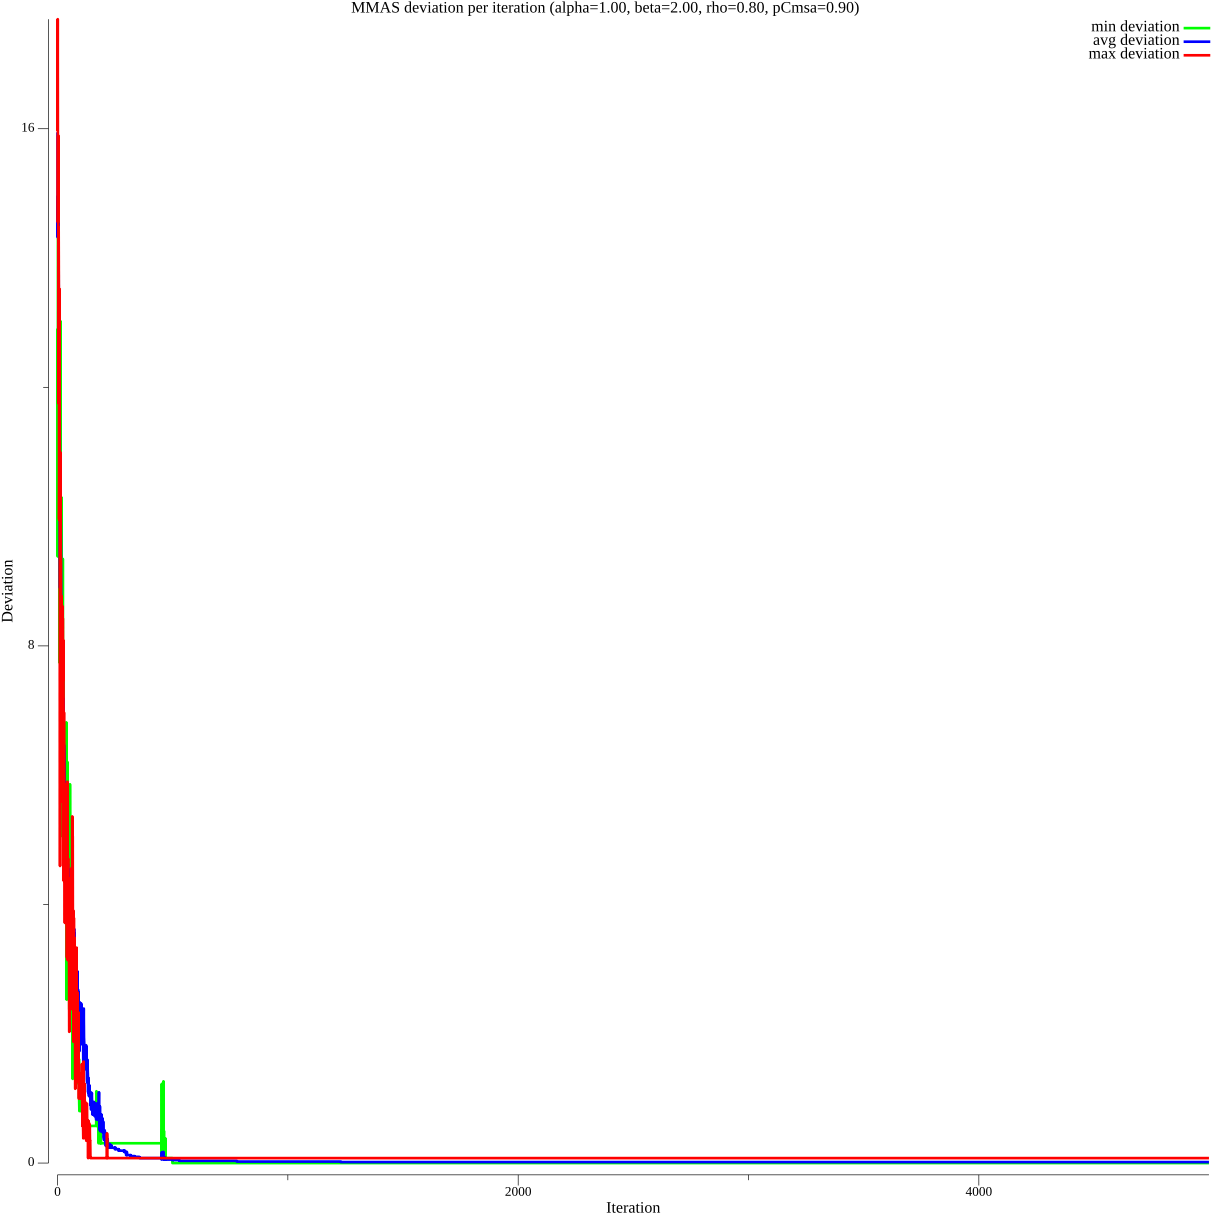 MMAS deviation per iteration (alpha=1.00, beta=2.00, rho=0.80, pCmsa=0.90)
min deviation
avg deviation
max deviation
16
8
0
Deviation
0
2000
4000
Iteration